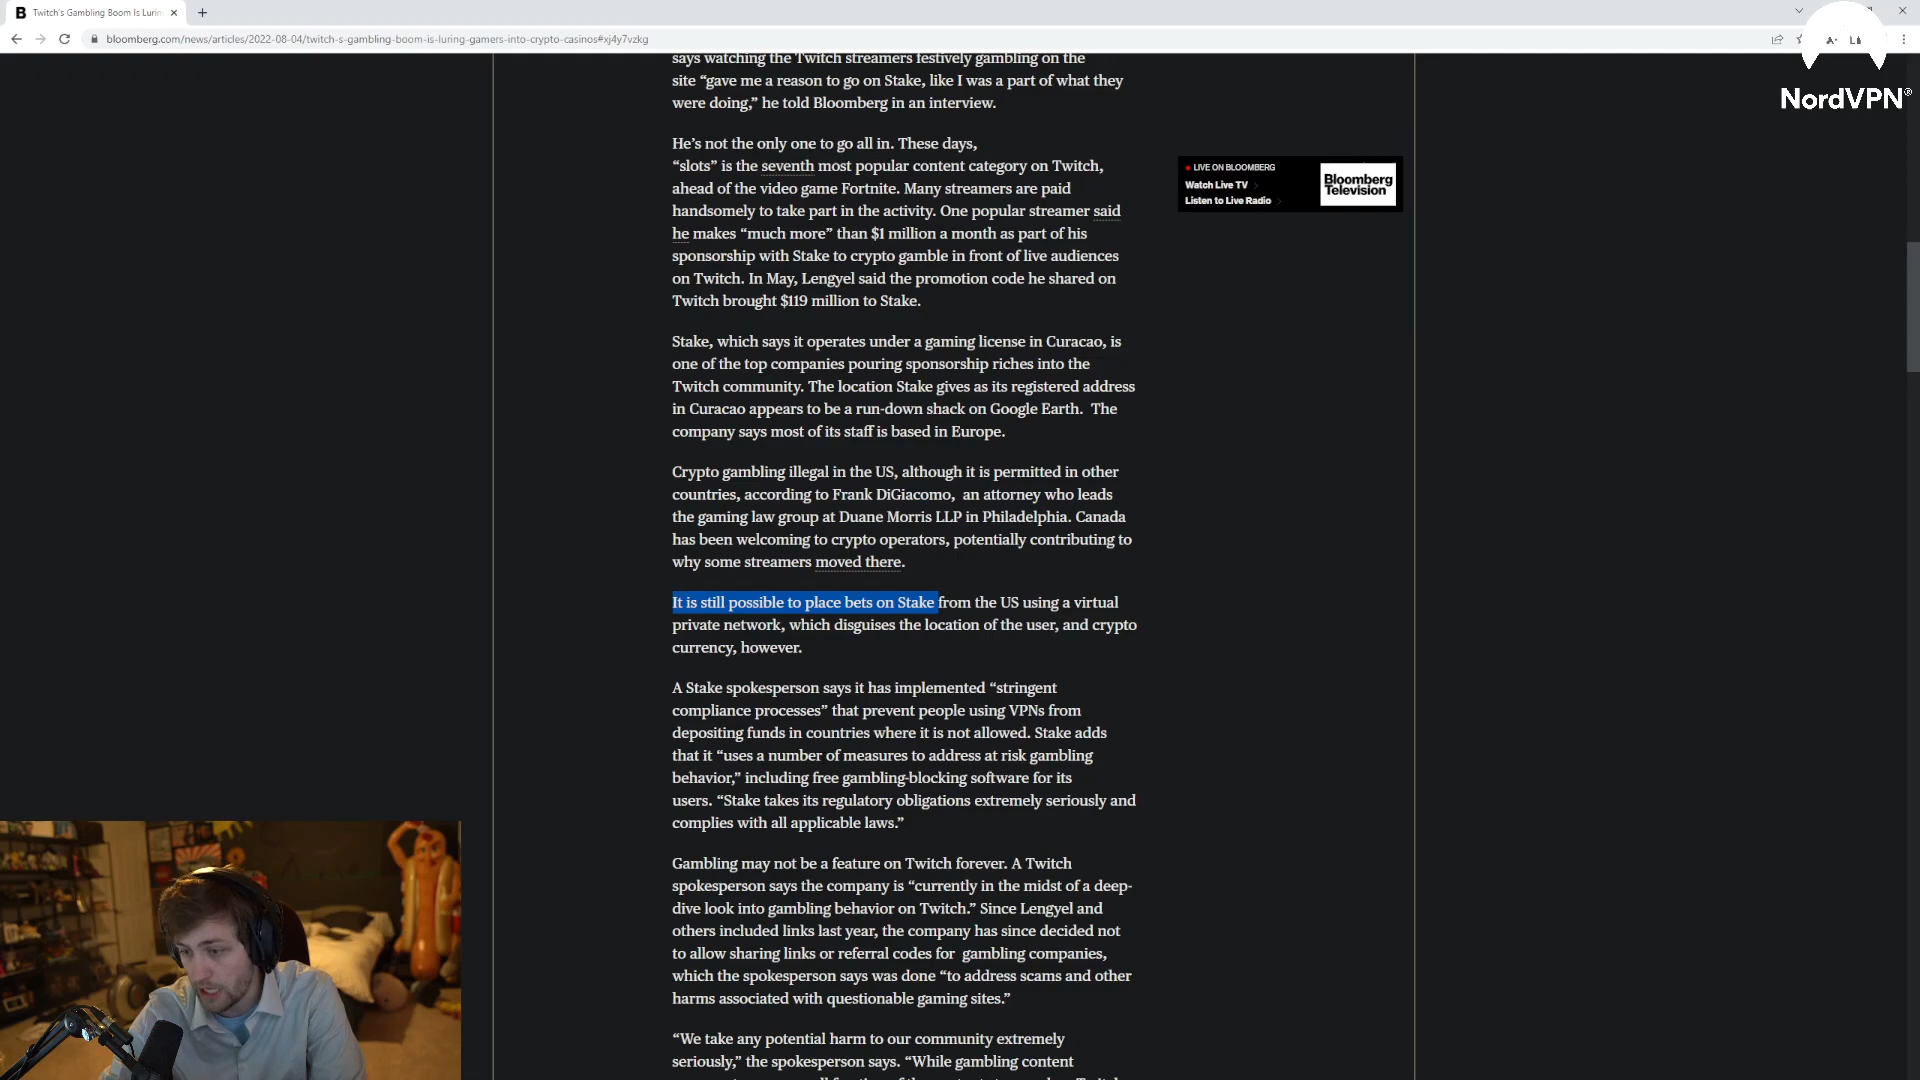 Twitch's Gambling Boom Is Lurin
bloomberg.com/news/articles/2022-08-04/twitch-s-gambling-boom-is-luring-gamers-into-crypto-casinos#xj4y7vzkg
NordVPN®
says watching the Twitch streamers festively gambling on the
site “gave me a reason to go on Stake, like I was a part of what they
were doing,” he told Bloomberg in an interview.
He’s not the only one to go all in. These days,
“slots” is the seventh most popular content category on Twitch,
ahead of the video game Fortnite. Many streamers are paid
handsomely to take part in the activity. One popular streamer said
he makes “much more” than $1 million a month as part of his
sponsorship with Stake to crypto gamble in front of live audiences
on Twitch. In May, Lengyel said the promotion code he shared on
Twitch brought $119 million to Stake.
LIVE ON BLOOMBERG
Watch Live TV
Listen to Live Radio
Bloomberg
Television
Stake, which says it operates under a gaming license in Curacao, is
one of the top companies pouring sponsorship riches into the
Twitch community. The location Stake gives as its registered address
in Curacao appears to be a run-down shack on Google Earth.  The
company says most of its staff is based in Europe.
Crypto gambling illegal in the US, although it is permitted in other
countries, according to Frank DiGiacomo,  an attorney who leads
the gaming law group at Duane Morris LLP in Philadelphia. Canada
has been welcoming to crypto operators, potentially contributing to
why some streamers moved there.
It is still possible to place bets on Stake from the US using a virtual
private network, which disguises the location of the user, and crypto
currency, however.
A Stake spokesperson says it has implemented “stringent
compliance processes” that prevent people using VPNs from
depositing funds in countries where it is not allowed. Stake adds
that it “uses a number of measures to address at risk gambling
behavior,” including free gambling-blocking software for its
users. “Stake takes its regulatory obligations extremely seriously and
complies with all applicable laws.”
Gambling may not be a feature on Twitch forever. A Twitch
spokesperson says the company is “currently in the midst of a deep-
dive look into gambling behavior on Twitch.” Since Lengyel and
others included links last year, the company has since decided not
to allow sharing links or referral codes for  gambling companies,
which the spokesperson says was done “to address scams and other
harms associated with questionable gaming sites.”
“We take any potential harm to our community extremely
seriously,” the spokesperson says. “While gambling content